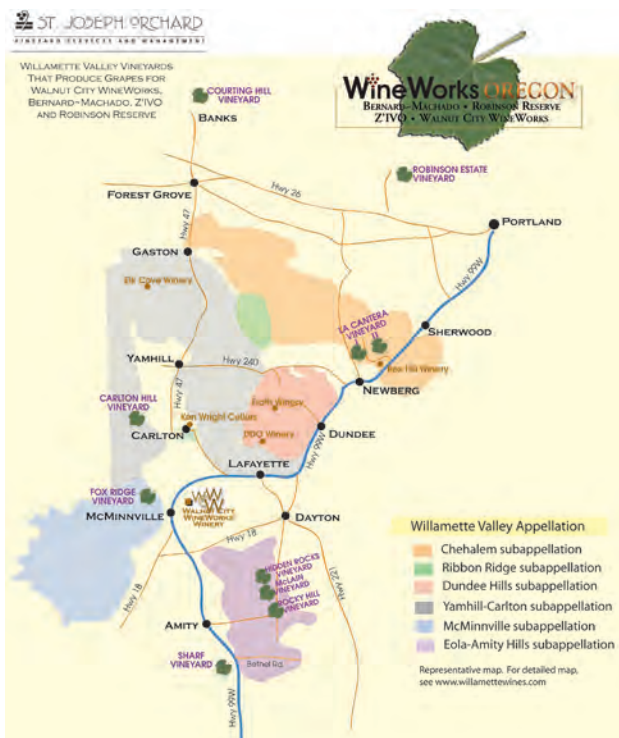 ST. JOSEPH ORCHARD
VINEYARD SERVICES AND MANAGEMENT
WILLAMETTE VALLEY VINEYARDS
THAT PRODUCE GRAPES FOR
WALNUT CITY WINEWORKS,
BERNARD-MACHADO, Z'IVO
AND ROBINSON RESERVE
WineWorks OREGON
BERNARD-MACHADO • ROBINSON RESERVE
Z'IVO • WALNUT CITY WINEWORKS
COURTING HILL
VINEYARD
BANKS
ROBINSON ESTATE
VINEYARD
FOREST GROVE
Hwy 26
PORTLAND
Hwy 47
GASTON
Hwy 99W
Elk Cove Winery
LA CANTERA
VINEYARD
I II
SHERWOOD
Rex Hill Winery
YAMHILL
Hwy 240
NEWBERG
Hwy 47
CARLTON HILL
VINEYARD
Erath Winery
Ken Wright Cellars
CARLTON
DDO Winery
DUNDEE
Hwy 99W
LAFAYETTE
FOX RIDGE
VINEYARD
WALNUT CITY
WINEWORKS
WINERY
MCMINNVILLE
DAYTON
Hwy 18
Hwy 18
Hwy 221
HIDDEN ROCKS
VINEYARD
MCLAIN
VINEYARD
ROCKY HILL
VINEYARD
AMITY
SHARF
VINEYARD
Bethel Rd.
Hwy 99W
Willamette Valley Appellation
Chehalem subappellation
Ribbon Ridge subappellation
Dundee Hills subappellation
Yamhill-Carlton subappellation
McMinnville subappellation
Eola-Amity Hills subappellation
Representative map. For detailed map,
see www.willamettewines.com